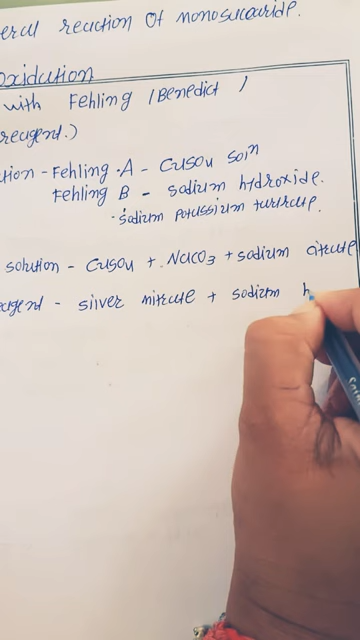 eral reaction of monosaccaride.
oxidation
with Fehling / Benedict /
reagent.)
tion - Fehling A - CuSO4 soln
Fehling B - sodium hydroxide.
sodium potassium tartrate.
solution - CuSO4 + NaCO3 + sodium citrate
eagent - silver nitrate + sodium h